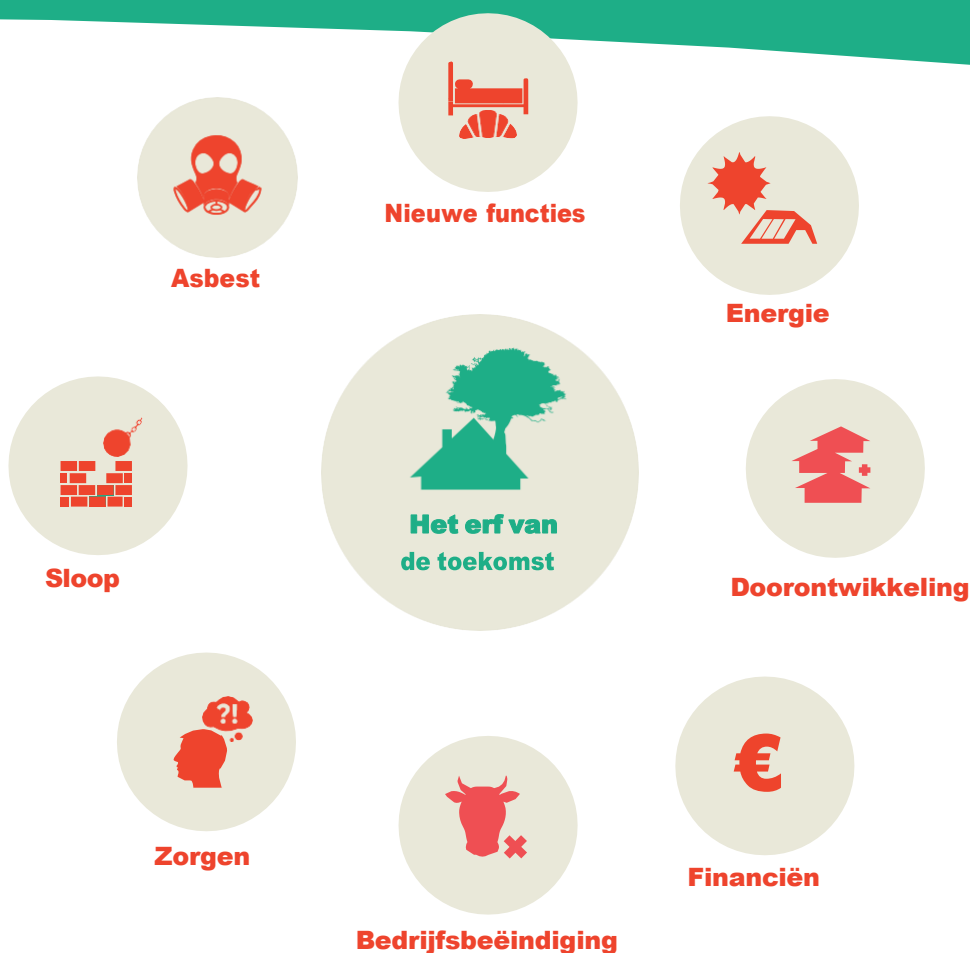 Nieuwe functies
Asbest
Energie
Het erf van
de toekomst
Sloop
Doorontwikkeling
?!
Zorgen
€
Financiën
Bedrijfsbeëindiging